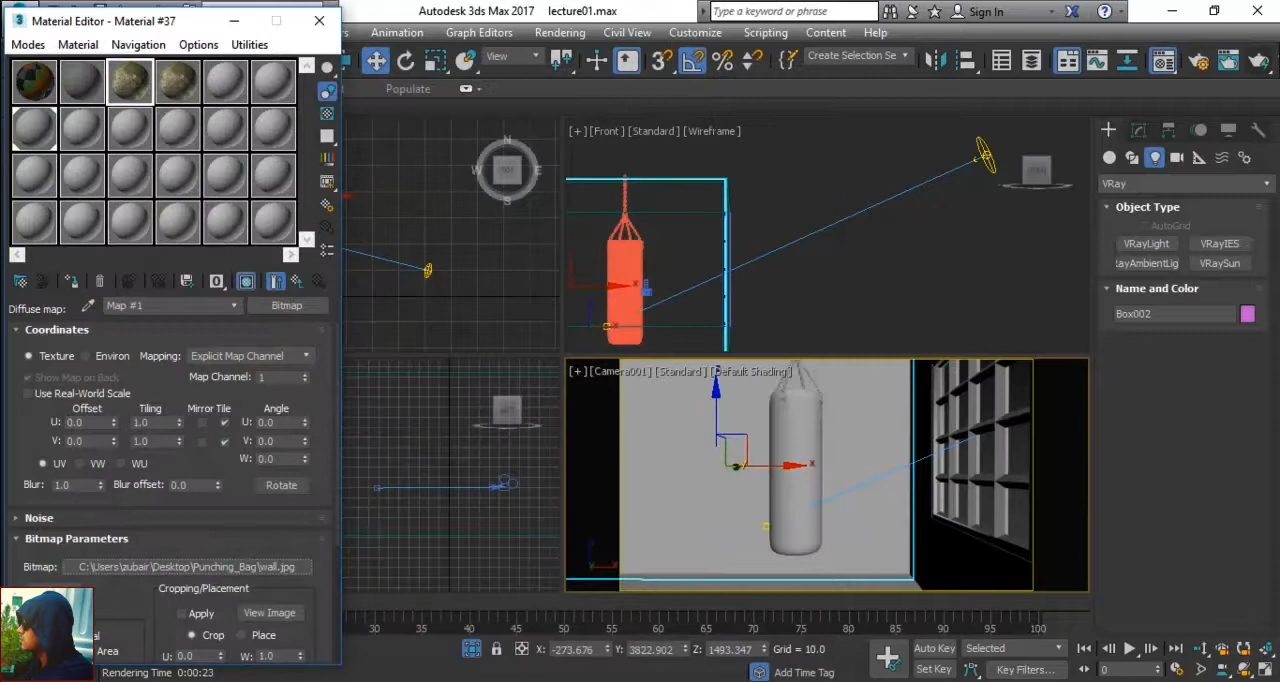 Material Editor - Material #37
Autodesk 3ds Max 2017 lecture01.max
Type a keyword or phrase
Sign In
Modes Material Navigation Options Utilities
Animation Graph Editors Rendering Civil View Customize Scripting Content Help
View
Create Selection Se
Populate
[+] [Front] [Standard] [Wireframe]
N
W E
S
VRay
Object Type
AutoGrid
VRayLight VRayIES
ayAmbientLig VRaySun
Name and Color
Box002
Diffuse map: Map #1 Bitmap
Coordinates
Texture Environ Mapping: Explicit Map Channel
Show Map on Back Map Channel: 1
Use Real-World Scale
Offset Tiling Mirror Tile Angle
U: 0.0 1.0 U: 0.0
V: 0.0 1.0 V: 0.0
W: 0.0
UV VW WU
Blur: 1.0 Blur offset: 0.0 Rotate
Noise
Bitmap Parameters
Bitmap: C:\Users\zubair\Desktop\Punching_Bag\wall.jpg
Cropping/Placement
Apply View Image
Crop Place
Area
U: 0.0 W: 1.0
Rendering Time 0:00:23
[+] [Camera001] [Standard] [Default Shading]
x
x
30 35 40 45 50 55 60 65 70 75 80 85 90 95 100
X: -273.676 Y: 3822.902 Z: 1493.347 Grid = 10.0
Add Time Tag
Auto Key Selected
Set Key Key Filters...
0